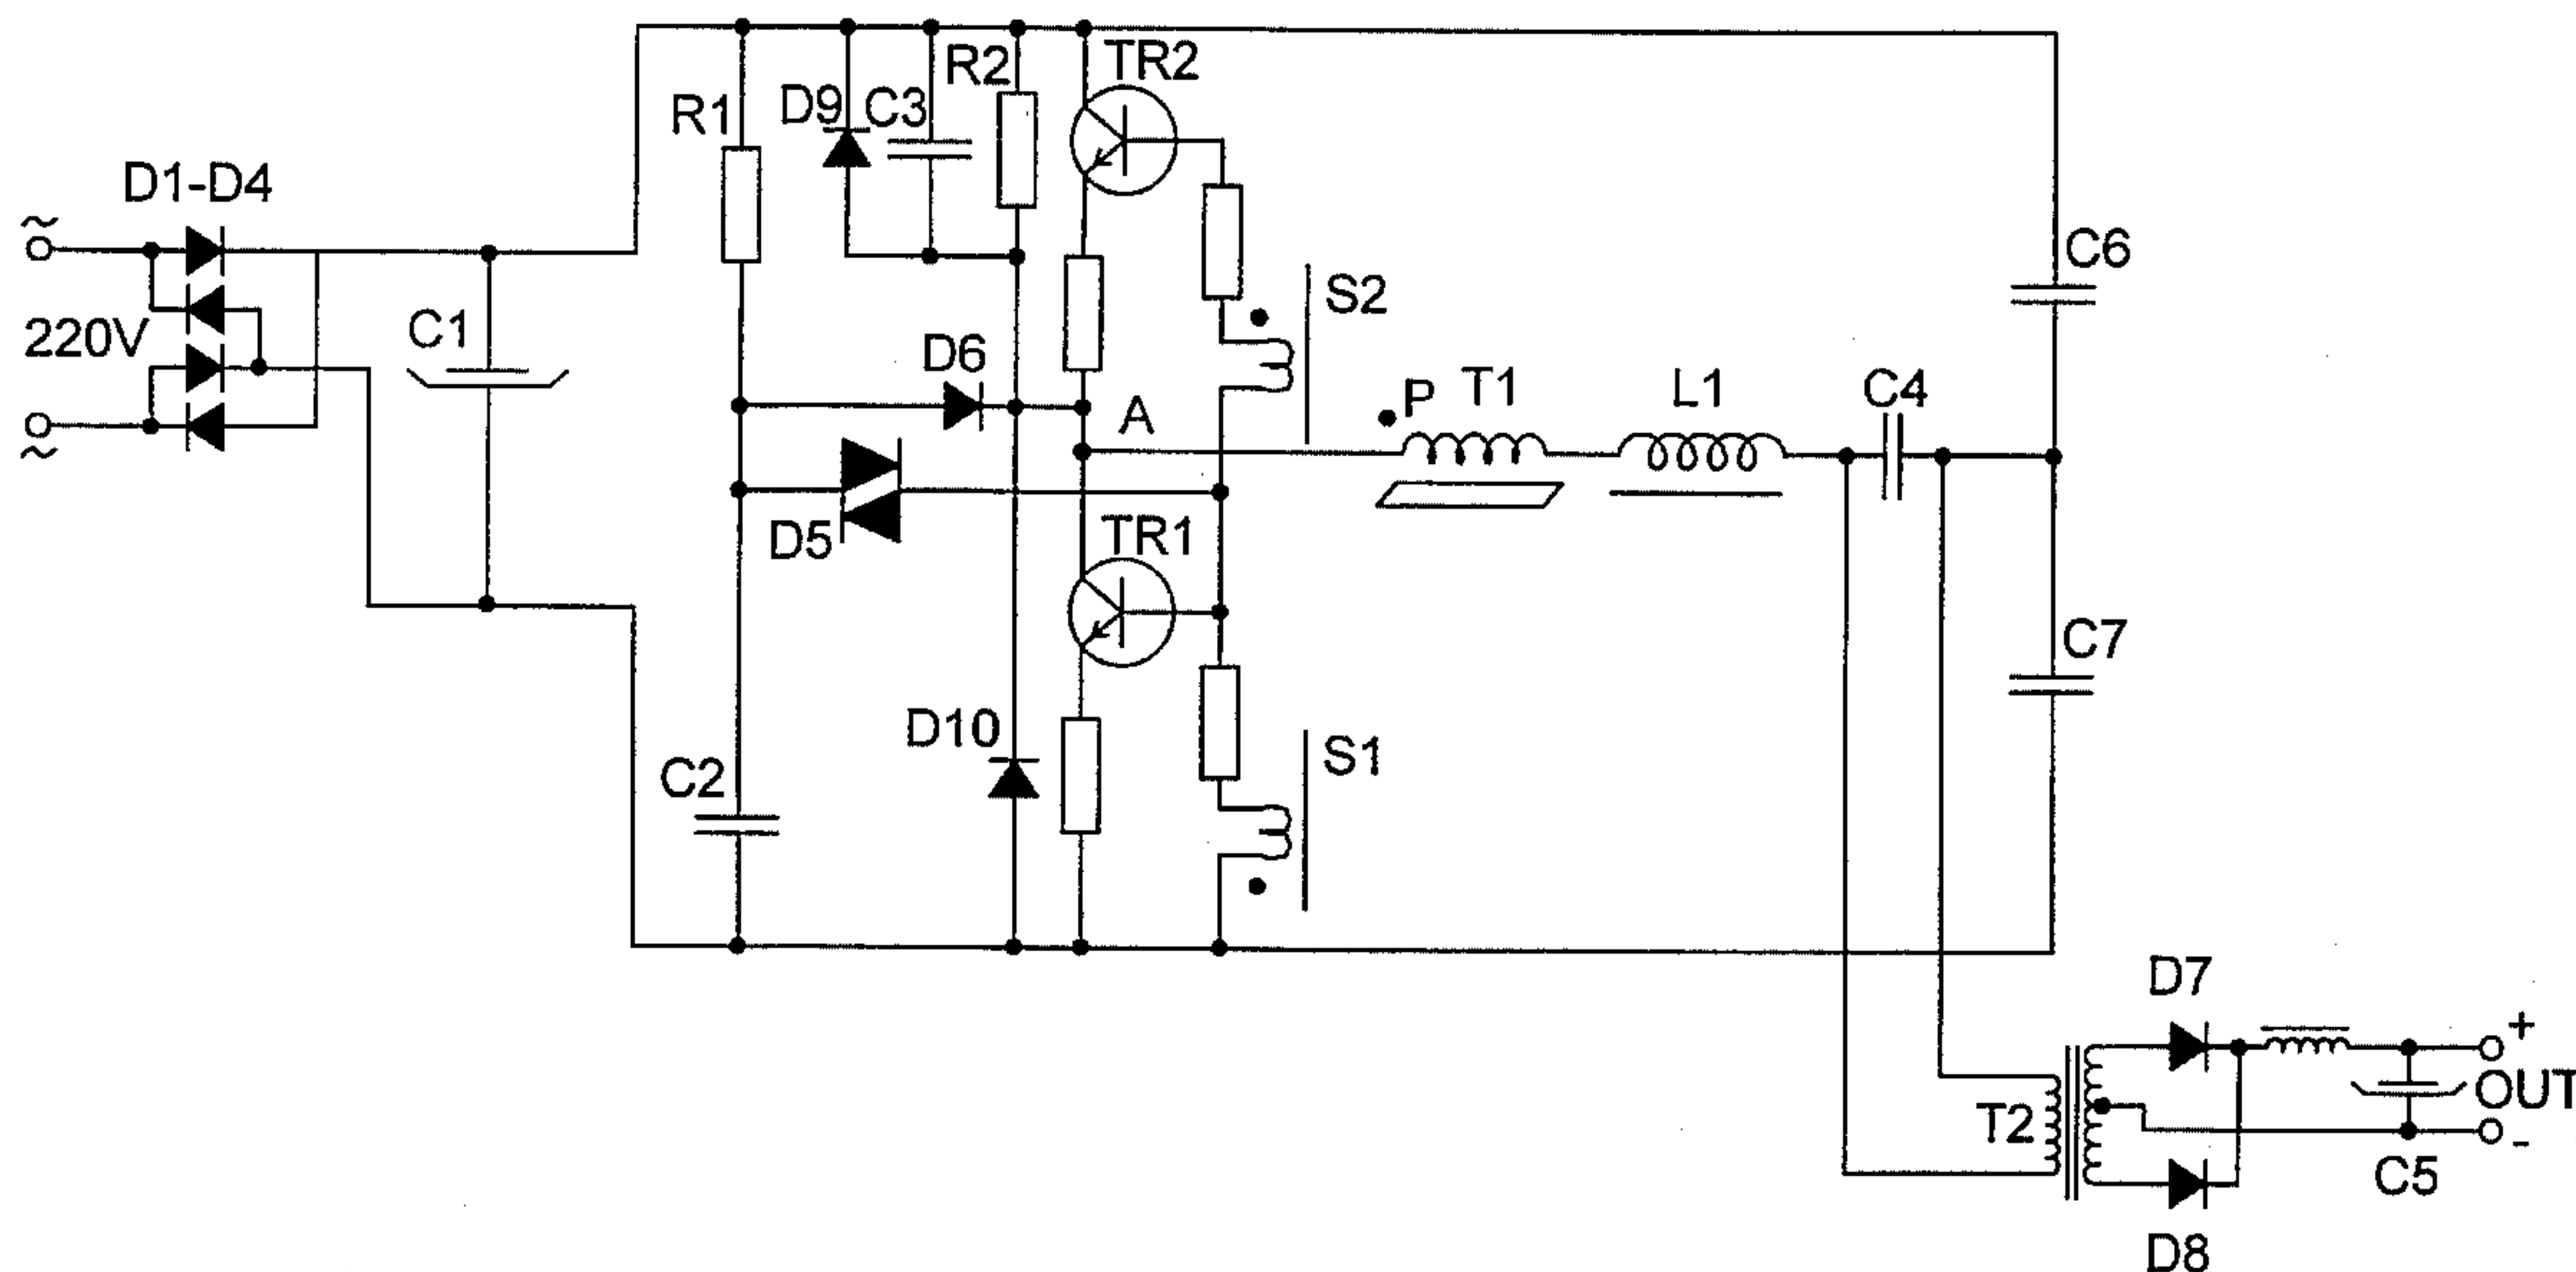 D1-D4
~
220V
~
C1
R1
D9
C3
R2
TR2
D6
D5
A
S2
P
T1
L1
C4
C6
TR1
D10
C2
S1
C7
D7
T2
+
OUT
-
C5
D8